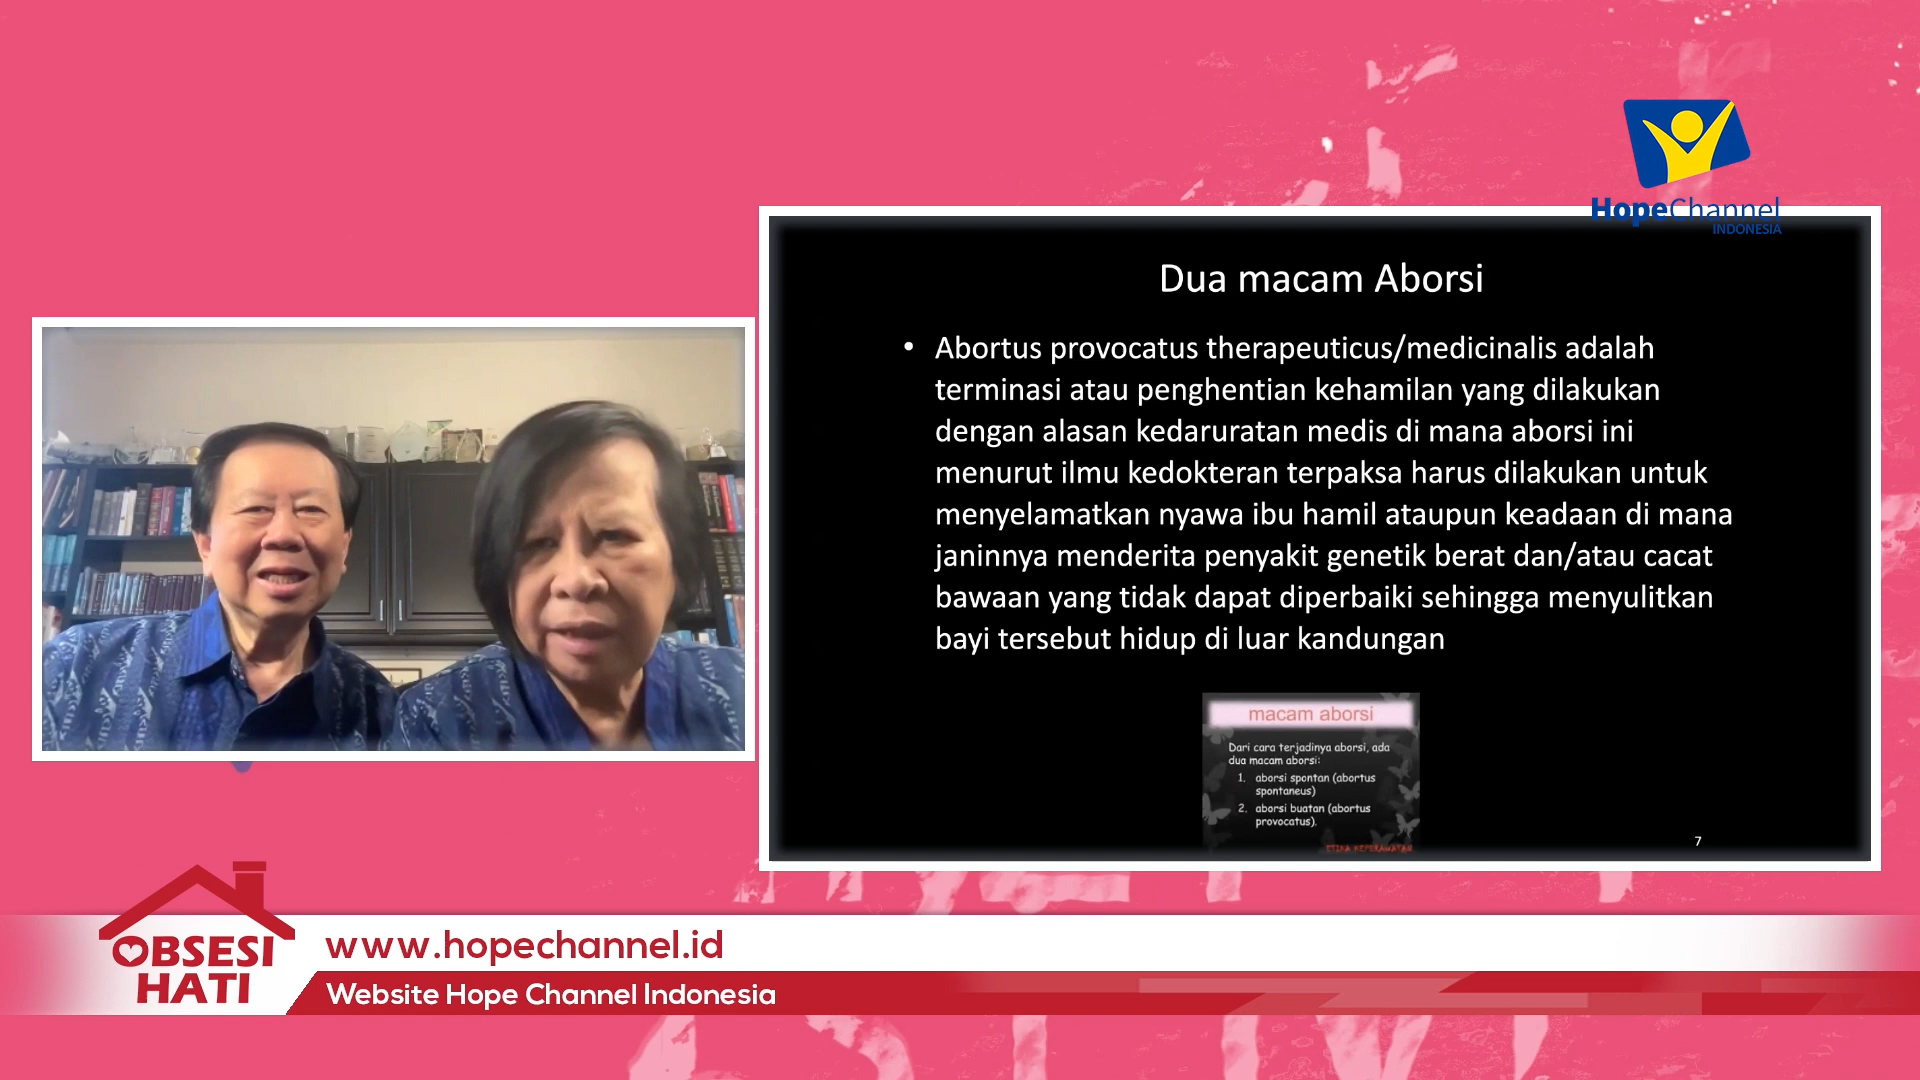 HopeChannel
INDONESIA
Dua macam Aborsi
• Abortus provocatus therapeuticus/medicinalis adalah
terminasi atau penghentian kehamilan yang dilakukan
dengan alasan kedaruratan medis di mana aborsi ini
menurut ilmu kedokteran terpaksa harus dilakukan untuk
menyelamatkan nyawa ibu hamil ataupun keadaan di mana
janinnya menderita penyakit genetik berat dan/atau cacat
bawaan yang tidak dapat diperbaiki sehingga menyulitkan
bayi tersebut hidup di luar kandungan
macam aborsi
Dari cara terjadinya aborsi, ada
dua macam aborsi:
1. aborsi spontan (abortus
spontaneus)
2. aborsi buatan (abortus
provocatus).
ETIKA KEPERAWATAN
7
OBSESI
HATI
www.hopechannel.id
Website Hope Channel Indonesia